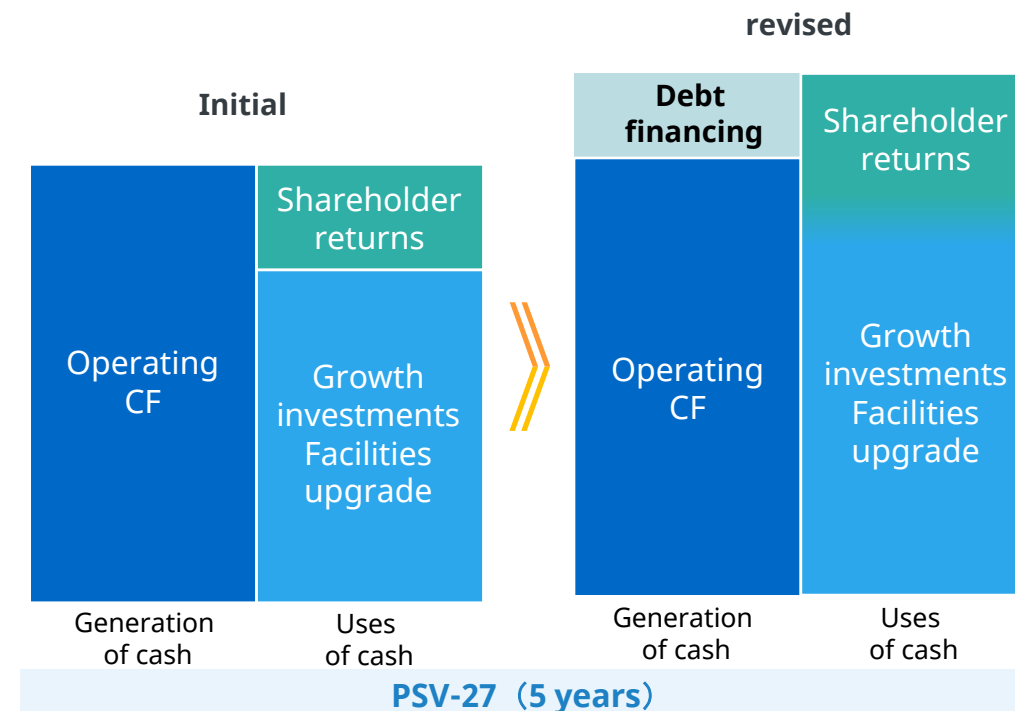 Initial
Operating
CF
Shareholder
returns
Growth
investments
Facilities
upgrade
Generation
of cash
Uses
of cash
revised
Debt
financing
Operating
CF
Shareholder
returns
Growth
investments
Facilities
upgrade
Generation
of cash
Uses
of cash
PSV-27（5 years）